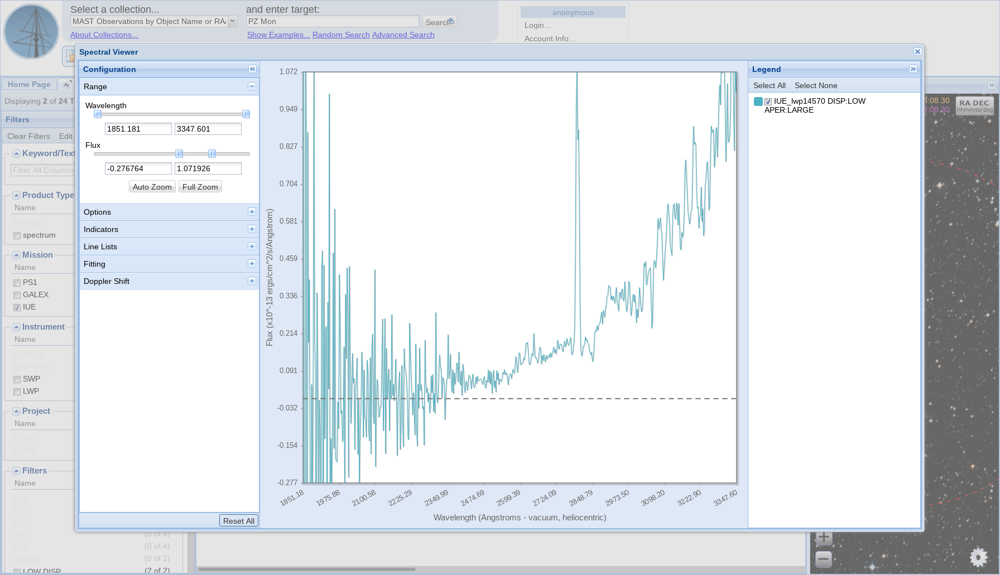 Select a collection...
and enter target:
MAST Observations by Object Name or RA/
PZ Mon
Search
About Collections...
Show Examples... Random Search Advanced Search
anonymous
Login...
Account Info...
Spectral Viewer
Configuration
Range
Wavelength
1851.181
3347.601
Flux
-0.276764
1.071926
Auto Zoom
Full Zoom
Options
Indicators
Line Lists
Fitting
Doppler Shift
Reset All
1.072
0.949
0.827
0.704
0.581
0.459
0.336
0.214
0.091
-0.032
-0.154
-0.277
Flux (x10^-13 ergs/cm^2/s/Angstrom)
1851.18
1975.88
2100.58
2225.29
2349.99
2474.69
2599.39
2724.09
2848.79
2973.50
3098.20
3222.90
3347.60
Wavelength (Angstroms - vacuum, heliocentric)
Legend
Select All
Select None
IUE_lwp14570 DISP:LOW
APER:LARGE
Home Page
Displaying 2 of 24 T
Filters
Clear Filters
Edit
Keyword/Text
Filter All Columns
Product Type
Name
image
spectrum
Mission
Name
PS1
GALEX
IUE
Instrument
Name
GPC1
GALEX
SWP
LWP
Project
Name
3PI
AIS
Filters
Name
z
y
r
i
(0 of 4)
g
(0 of 4)
NUV
(0 of 2)
LOW DISP
(2 of 2)
:08.30
:08.30
RA DEC
hhmmss/deg